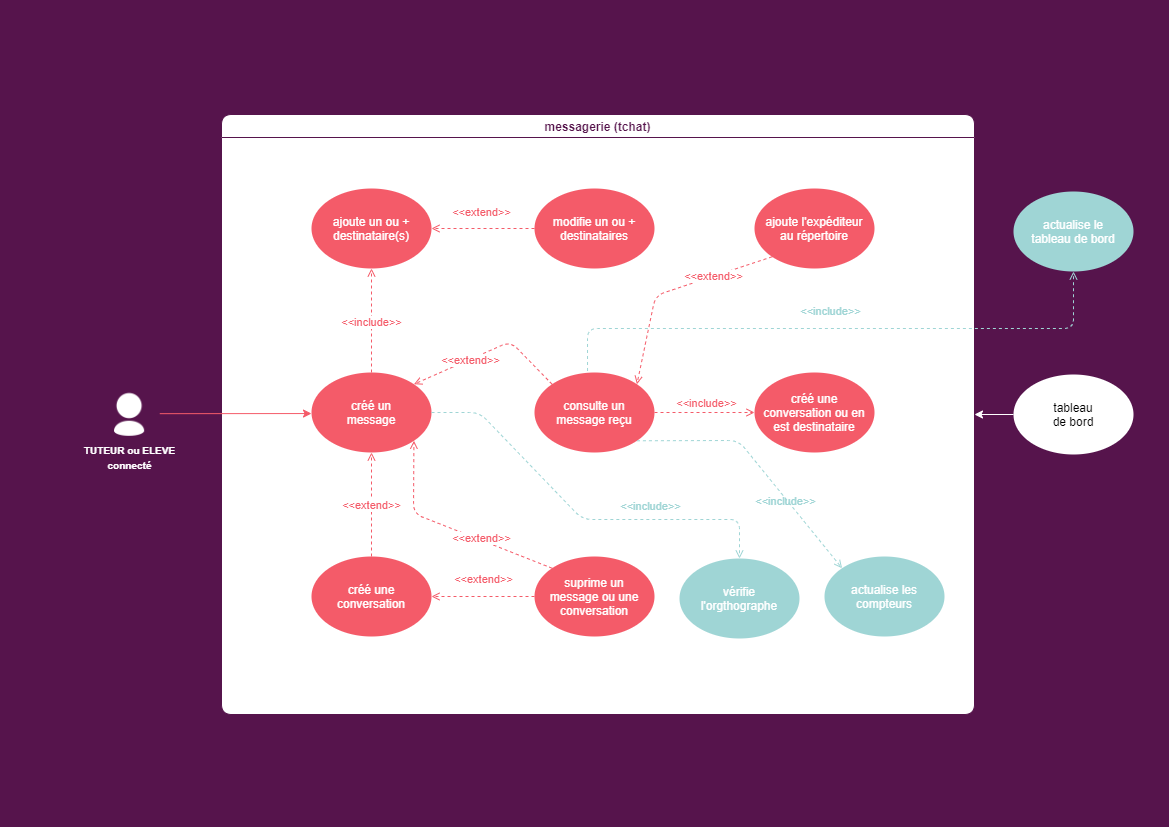 messagerie (tchat)
ajoute un ou +
destinataire(s)
<<extend>>
modifie un ou +
destinataires
ajoute l'expéditeur
au répertoire
actualise le
tableau de bord
<<extend>>
<<include>>
<<include>>
<<extend>>
créé un
message
consulte un
message reçu
<<include>>
créé une
conversation ou en
est destinataire
tableau
de bord
TUTEUR ou ELEVE
connecté
<<extend>>
<<include>>
<<include>>
<<extend>>
<<extend>>
créé une
conversation
suprime un
message ou une
conversation
vérifie
l'orgthographe
actualise les
compteurs